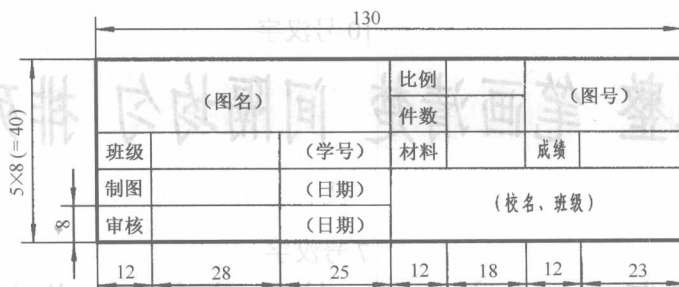 130
比例
(图名)
(图号)
件数
5×8(=40)
班级
(学号)
材料
成绩
制图
(日期)
(校名、班级)
8
审核
(日期)
12
28
25
12
18
12
23